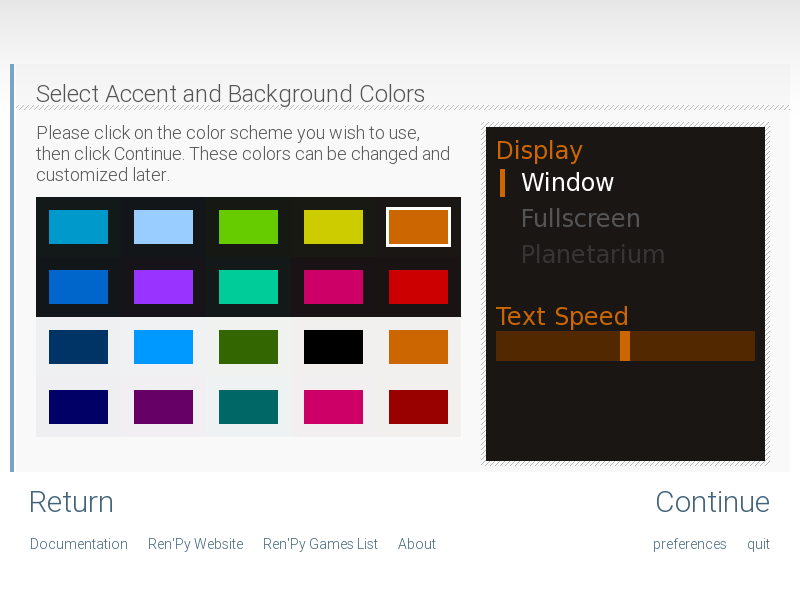 Select Accent and Background Colors
Please click on the color scheme you wish to use,
then click Continue. These colors can be changed and
customized later.
Display
Window
Fullscreen
Planetarium
Text Speed
Return
Continue
Documentation Ren'Py Website Ren'Py Games List About
preferences quit